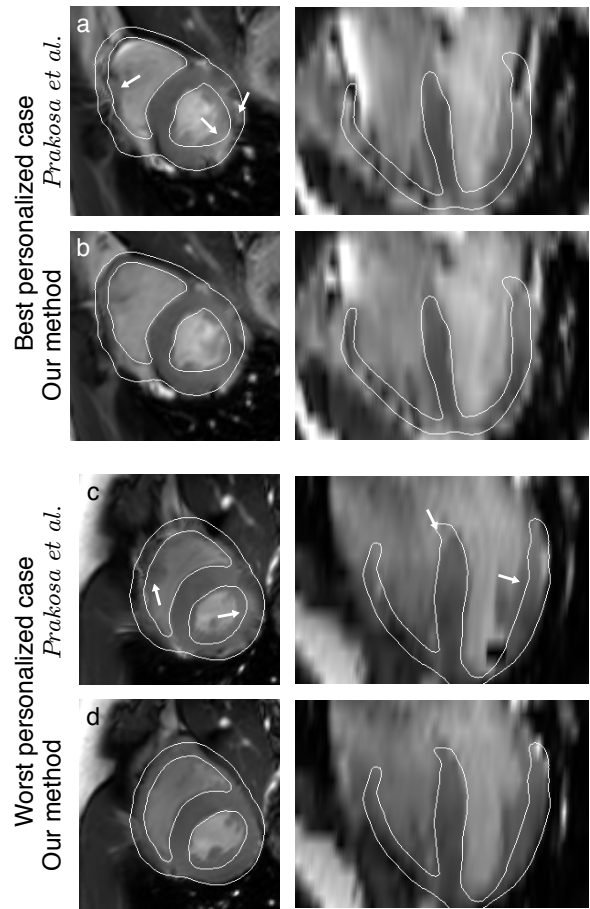 Best personalized case
Prakosa et al.
a
Our method
b
Worst personalized case
Prakosa et al.
c
Our method
d